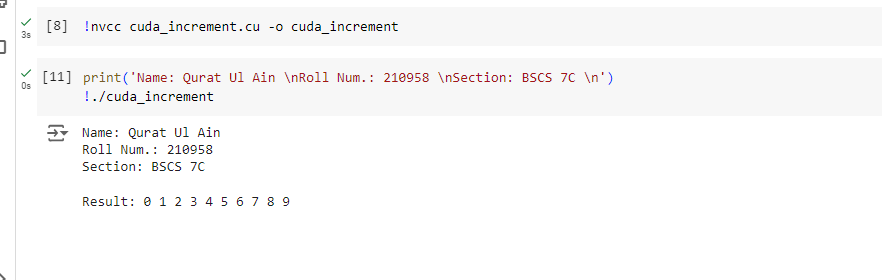 [8] !nvcc cuda_increment.cu -o cuda_increment
3s
[11] print('Name: Qurat Ul Ain \nRoll Num.: 210958 \nSection: BSCS 7C \n')
0s
!./cuda_increment
Name: Qurat Ul Ain
Roll Num.: 210958
Section: BSCS 7C
Result: 0 1 2 3 4 5 6 7 8 9